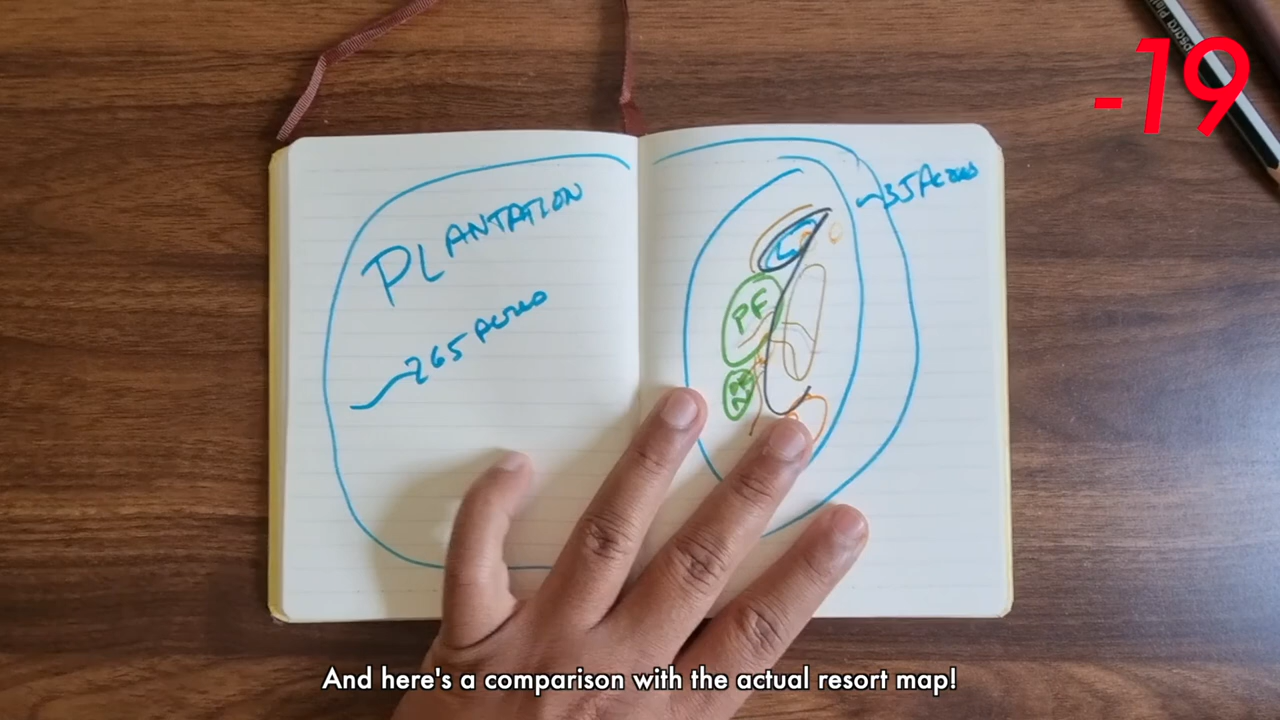 -19
PLANTATION
~265 Acres
~35 Acres
PF
And here's a comparison with the actual resort map!